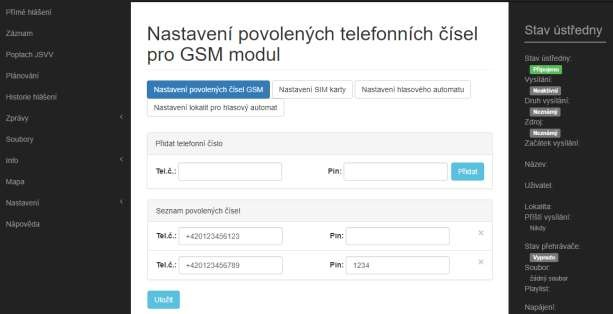 Přímé hlášení
Záznam
Poplach JSVV
Plánování
Historie hlášení
Zprávy
Soubory
Info
Mapa
Nastavení
Nápověda
Nastavení povolených telefonních čísel
pro GSM modul
Nastavení povolených čísel GSM
Nastavení SIM karty
Nastavení hlasového automatu
Nastavení lokalit pro hlasový automat
Přidat telefonní číslo
Tel.č.:
Pin:
Přidat
Seznam povolených čísel
Tel.č.: +420123456123
Pin:
×
Tel.č.: +420123456789
Pin: 1234
×
Uložit
Stav ústředny
Stav ústředny:
Připojeno
Vysílání:
Neaktivní
Druh vysílání:
Neznámý
Zdroj:
Neznámý
Začátek vysílání:
Název:
Uživatel:
Lokalita:
Příští vysílání:
Nikdy
Stav přehrávače:
Vypnuto
Soubor:
žádný soubor
Playlist:
Napájení: